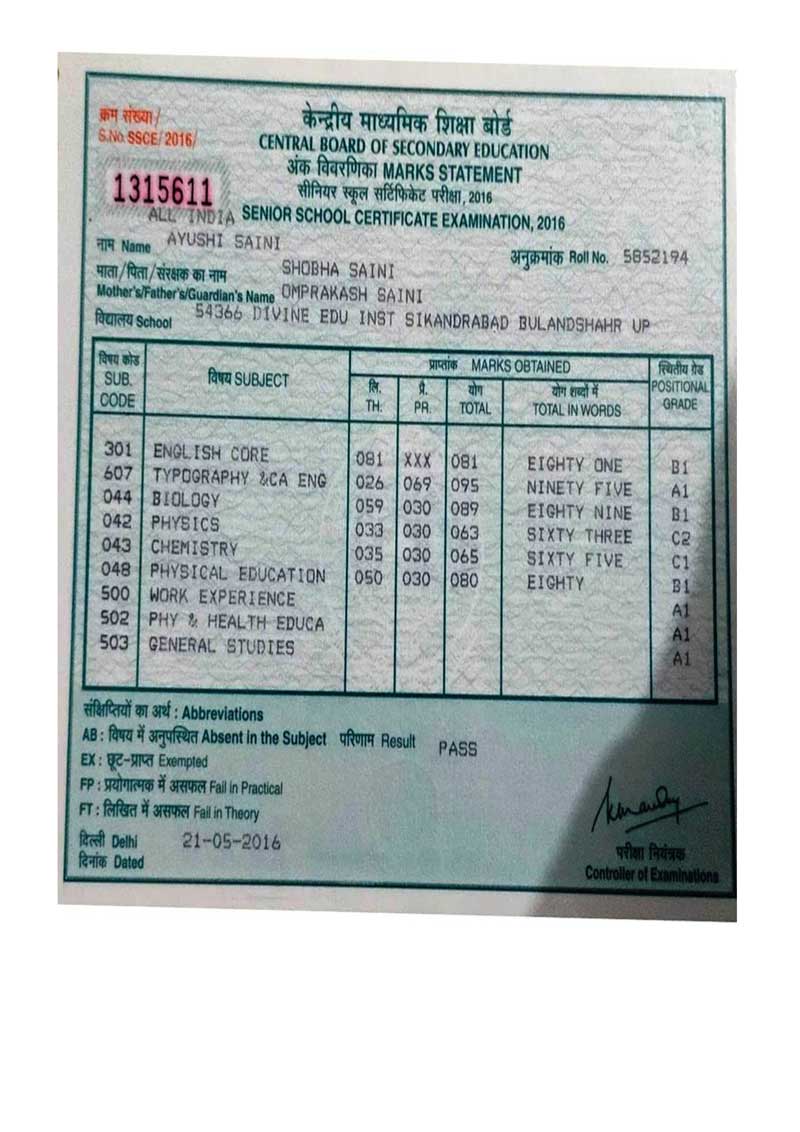 क्रम संख्या/
S.No. SSCE/2016/
1315611
केन्द्रीय माध्यमिक शिक्षा बोर्ड
CENTRAL BOARD OF SECONDARY EDUCATION
अंक विवरणिका MARKS STATEMENT
सीनियर स्कूल सर्टिफिकेट परीक्षा, 2016
ALL INDIA SENIOR SCHOOL CERTIFICATE EXAMINATION, 2016
नाम Name AYUSHI SAINI अनुक्रमांक Roll No. 5852194
माता/पिता/संरक्षक का नाम SHOBHA SAINI
Mother's/Father's/Guardian's Name OMPRAKASH SAINI
विद्यालय School 54366 DIVINE EDU INST SIKANDRABAD BULANDSHAHR UP
विषय कोड SUB. CODE विषय SUBJECT प्राप्तांक MARKS OBTAINED स्थितीय ग्रेड POSITIONAL GRADE
लि. TH. प्रै. PR. योग TOTAL योग शब्दों में TOTAL IN WORDS
301 ENGLISH CORE 081 XXX 081 EIGHTY ONE B1
607 TYPOGRAPHY &CA ENG 026 069 095 NINETY FIVE A1
044 BIOLOGY 059 030 089 EIGHTY NINE B1
042 PHYSICS 033 030 063 SIXTY THREE C2
043 CHEMISTRY 035 030 065 SIXTY FIVE C1
048 PHYSICAL EDUCATION 050 030 080 EIGHTY B1
500 WORK EXPERIENCE A1
502 PHY & HEALTH EDUCA A1
503 GENERAL STUDIES A1
संक्षिप्तियों का अर्थ : Abbreviations
AB : विषय में अनुपस्थित Absent in the Subject परिणाम Result PASS
EX : छूट-प्राप्त Exempted
FP : प्रयोगात्मक में असफल Fail in Practical
FT : लिखित में असफल Fail in Theory
दिल्ली Delhi
दिनांक Dated 21-05-2016
परीक्षा नियंत्रक
Controller of Examinations